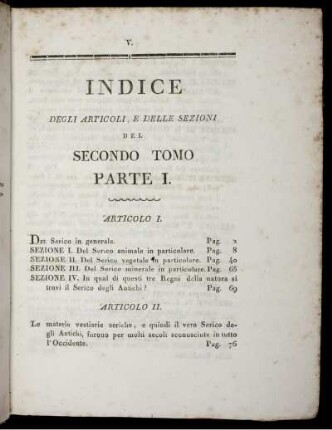 V.
INDICE
DEGLI ARTICOLI, E DELLE SEZIONI
DEL
SECONDO TOMO
PARTE I.
ARTICOLO I.
Del Serico in generale. Pag. 2
SEZIONE I. Del Serico animale in particolare. Pag. 8
SEZIONE II. Del Serico vegetale in particolare. Pag. 40
SEZIONE III. Del Serico minerale in particolare. Pag. 66
SEZIONE IV. In qual di questi tre Regni della natura si
trovi il Serico degli Antichi? Pag. 69
ARTICOLO II.
Le materie vestiarie seriche, e quindi il vero Serico de-
gli Antichi, furono per molti secoli sconosciute in tutto
l'Occidente. Pag. 76